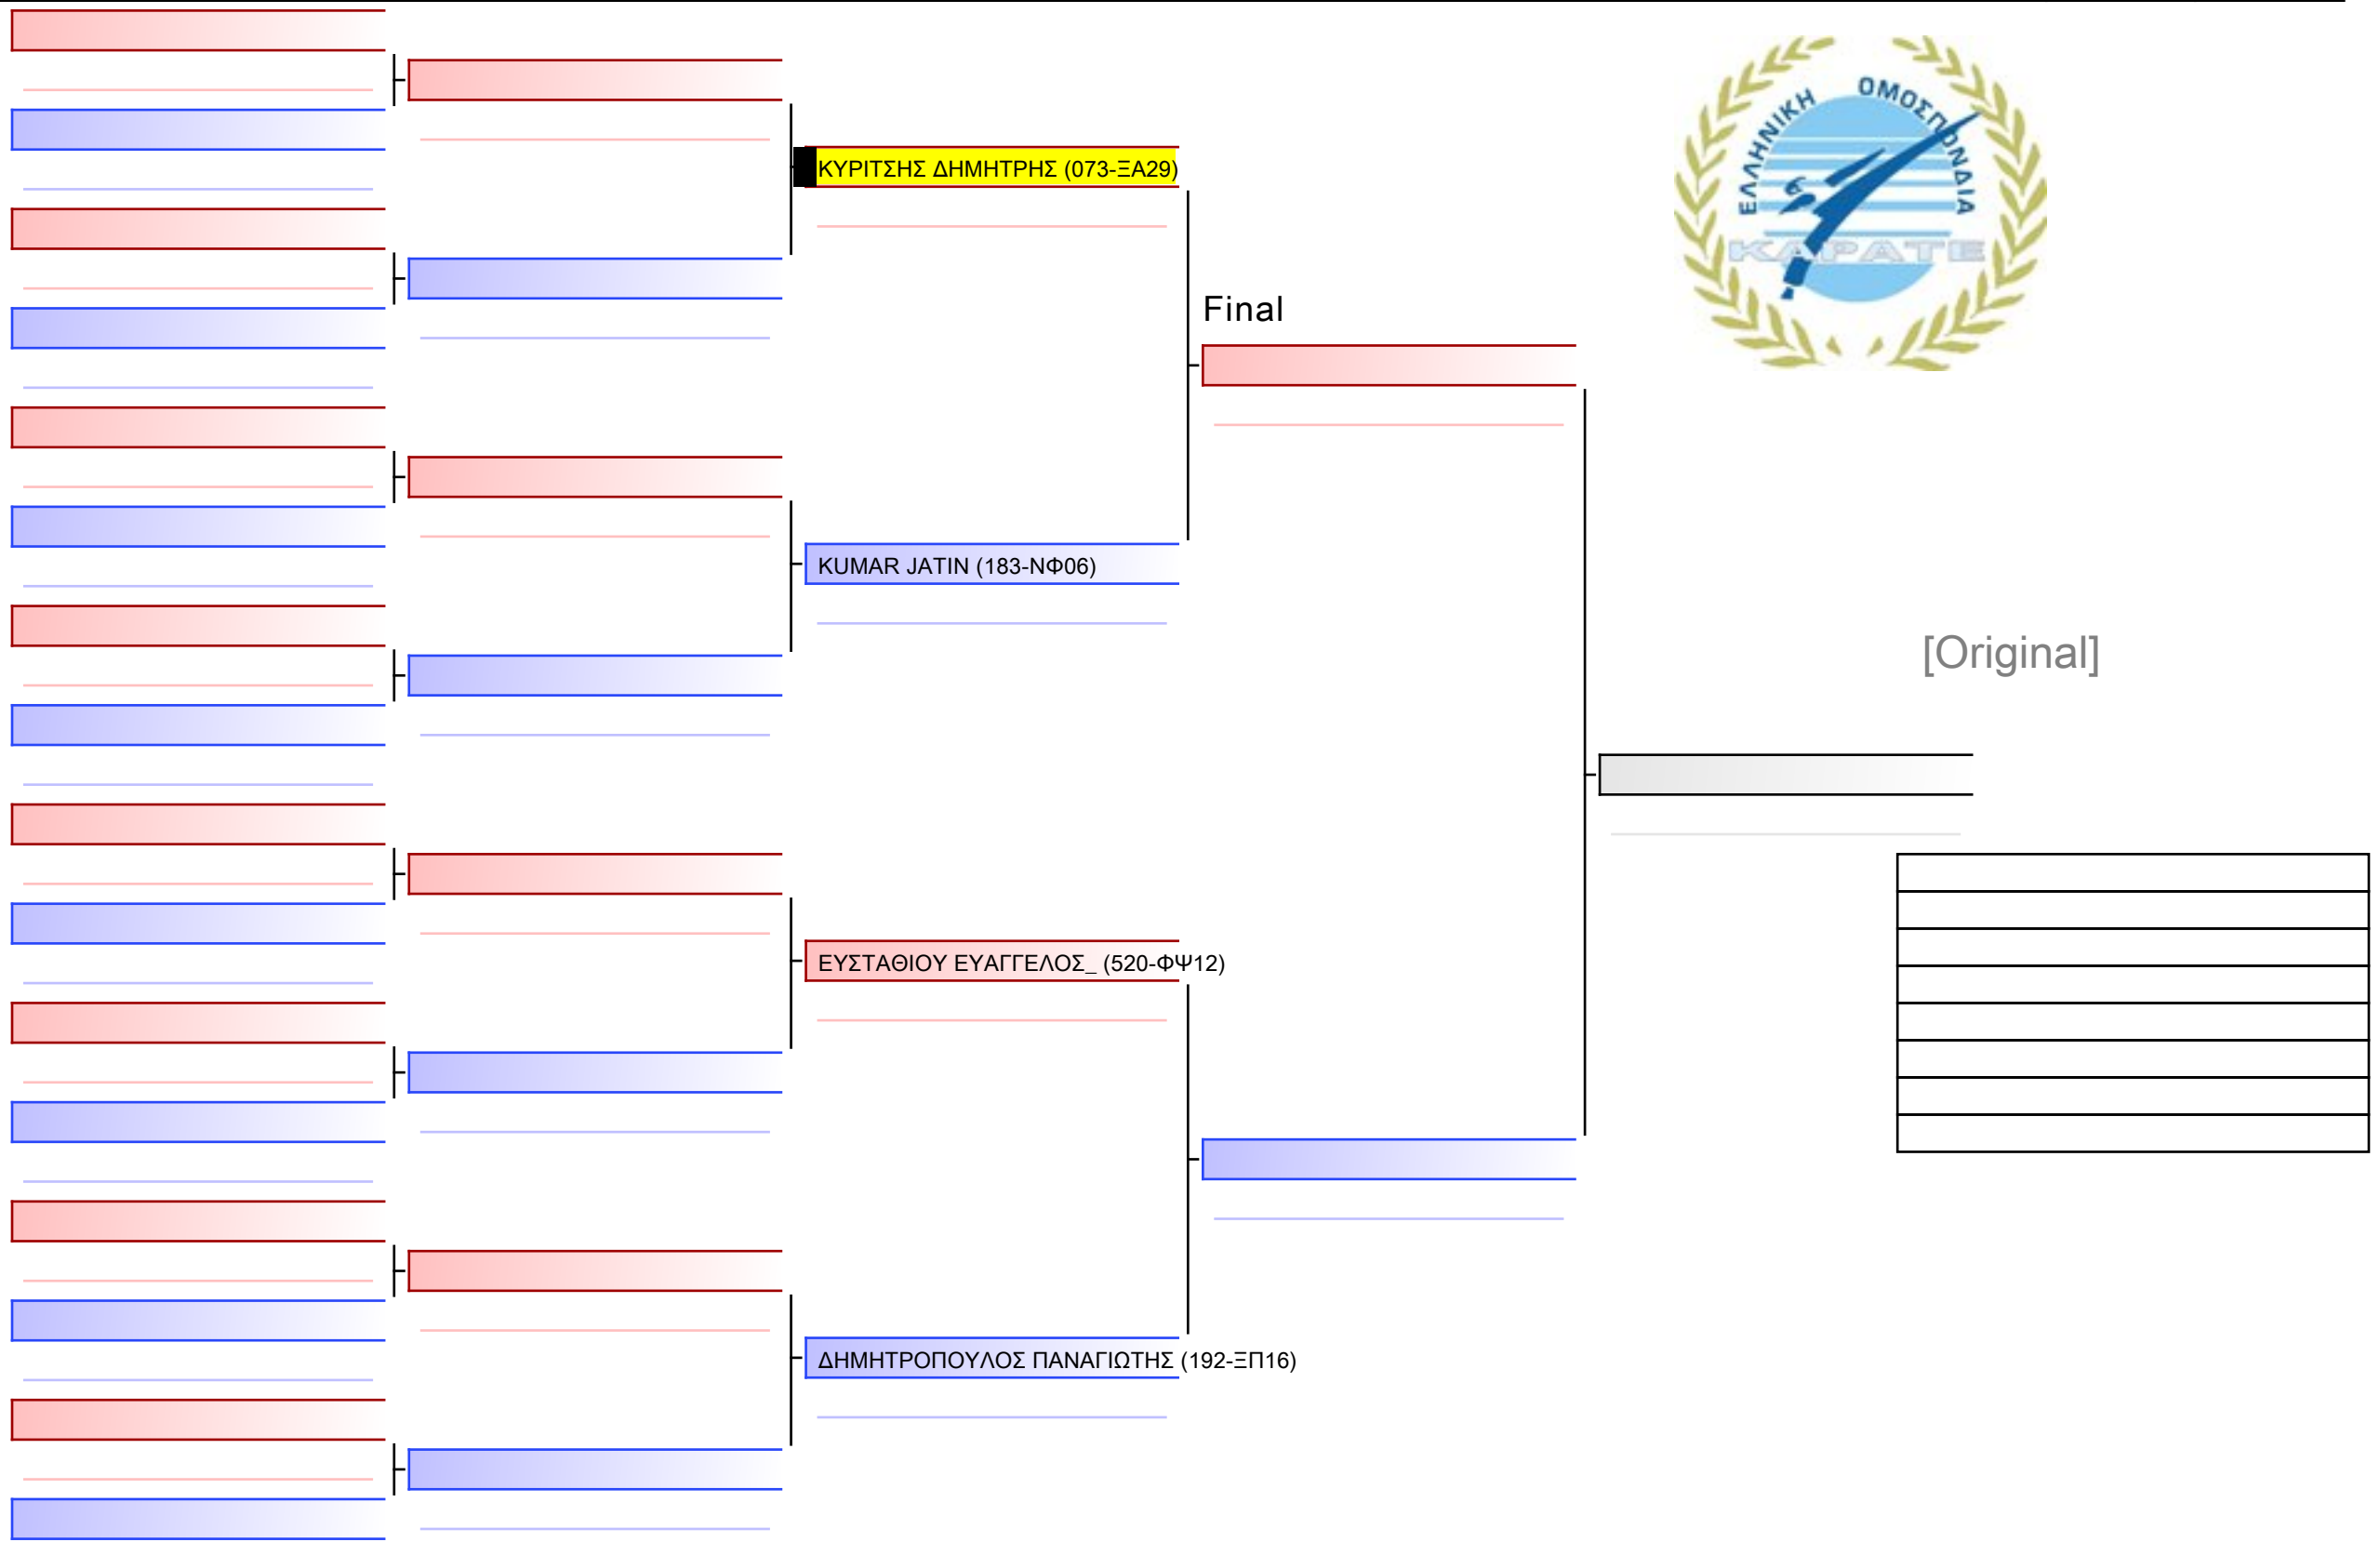 ΕΛΛΗΝΙΚΗ ΟΜΟΣΠΟΝΔΙΑ
ΚΑΡΑΤΕ
ΚΥΡΙΤΣΗΣ ΔΗΜΗΤΡΗΣ (073-ΞΑ29)
Final
KUMAR JATIN (183-ΝΦ06)
[Original]
ΕΥΣΤΑΘΙΟΥ ΕΥΑΓΓΕΛΟΣ_ (520-ΦΨ12)
ΔΗΜΗΤΡΟΠΟΥΛΟΣ ΠΑΝΑΓΙΩΤΗΣ (192-ΞΠ16)